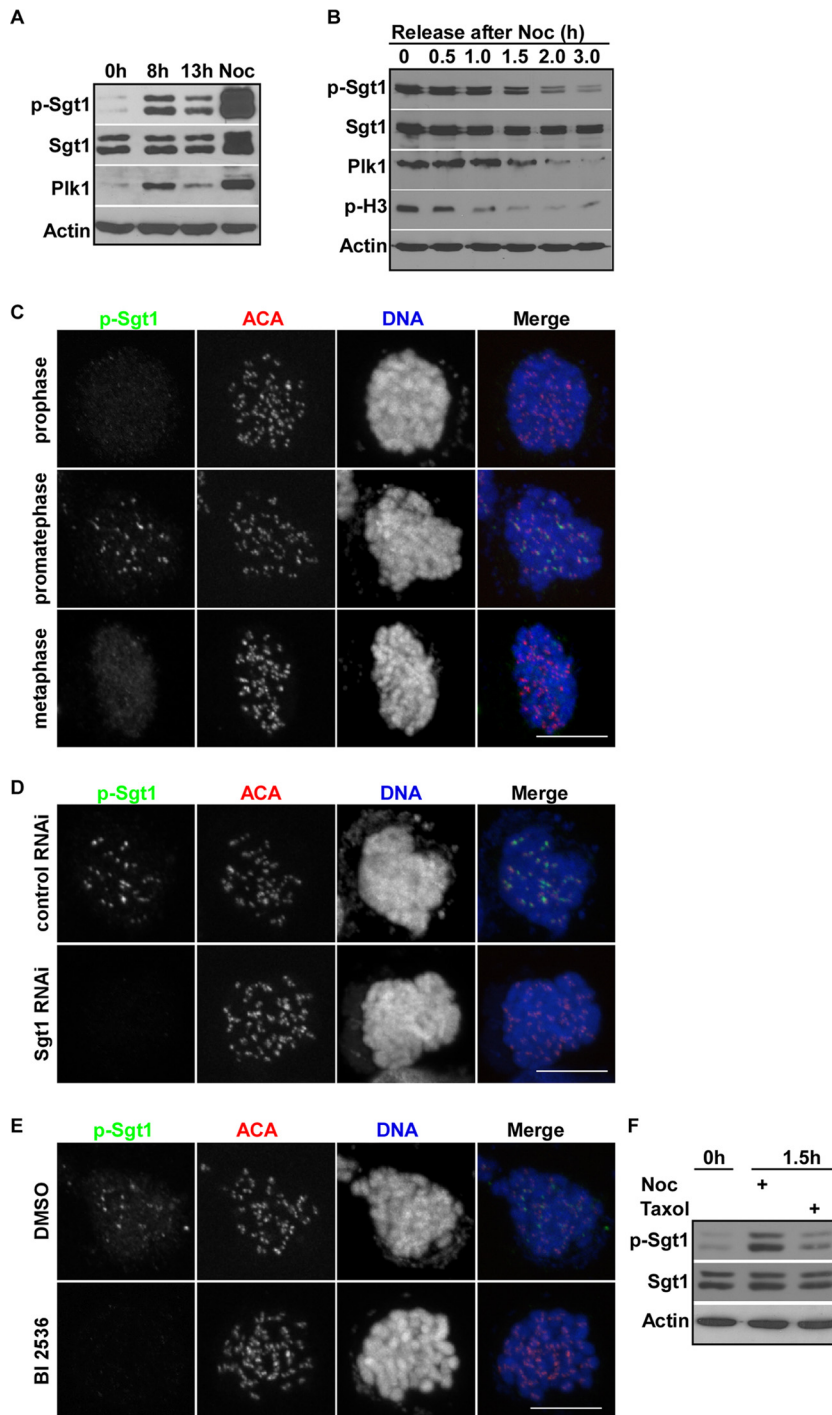 A
0h 8h 13h Noc
p-Sgt1
Sgt1
Plk1
Actin
B
Release after Noc (h)
0 0.5 1.0 1.5 2.0 3.0
p-Sgt1
Sgt1
Plk1
p-H3
Actin
C
p-Sgt1 ACA DNA Merge
prophase
promatephase
metaphase
D
p-Sgt1 ACA DNA Merge
control RNAi
Sgt1 RNAi
E
p-Sgt1 ACA DNA Merge
DMSO
BI 2536
F
0h 1.5h
Noc +
Taxol +
p-Sgt1
Sgt1
Actin